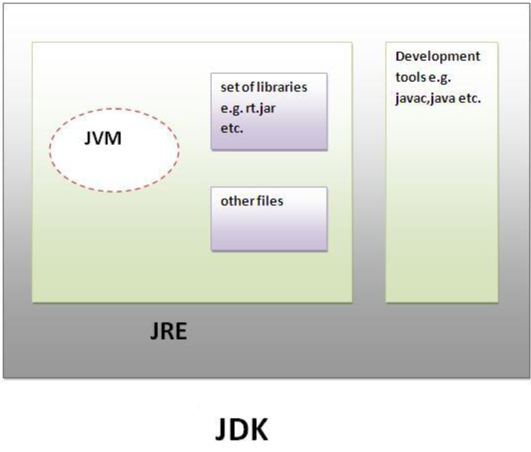 JVM
set of libraries
e.g. rt.jar
etc.
other files
Development
tools e.g.
javac,java etc.
JRE
JDK